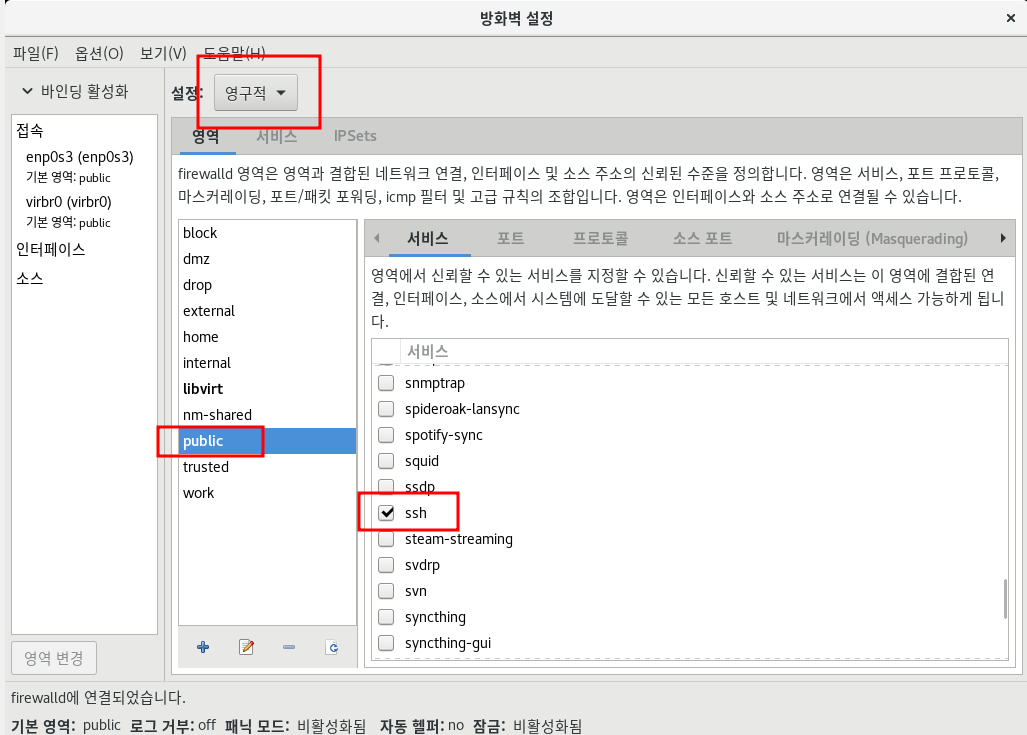 방화벽 설정
파일(F) 옵션(O) 보기(V) 도움말(H)
바인딩 활성화
설정: 영구적
접속
enp0s3 (enp0s3)
기본 영역: public
virbr0 (virbr0)
기본 영역: public
인터페이스
소스
영역 변경
영역 서비스 IPSets
firewalld 영역은 영역과 결합된 네트워크 연결, 인터페이스 및 소스 주소의 신뢰된 수준을 정의합니다. 영역은 서비스, 포트 프로토콜,
마스커레이딩, 포트/패킷 포워딩, icmp 필터 및 고급 규칙의 조합입니다. 영역은 인터페이스와 소스 주소로 연결될 수 있습니다.
block
dmz
drop
external
home
internal
libvirt
nm-shared
public
trusted
work
서비스 포트 프로토콜 소스 포트 마스커레이딩 (Masquerading)
영역에서 신뢰할 수 있는 서비스를 지정할 수 있습니다. 신뢰할 수 있는 서비스는 이 영역에 결합된 연
결, 인터페이스, 소스에서 시스템에 도달할 수 있는 모든 호스트 및 네트워크에서 액세스 가능하게 됩니
다.
서비스
snmptrap
spideroak-lansync
spotify-sync
squid
ssdp
ssh
steam-streaming
svdrp
svn
syncthing
syncthing-gui
firewalld에 연결되었습니다.
기본 영역: public 로그 거부: off 패닉 모드: 비활성화됨 자동 헬퍼: no 잠금: 비활성화됨